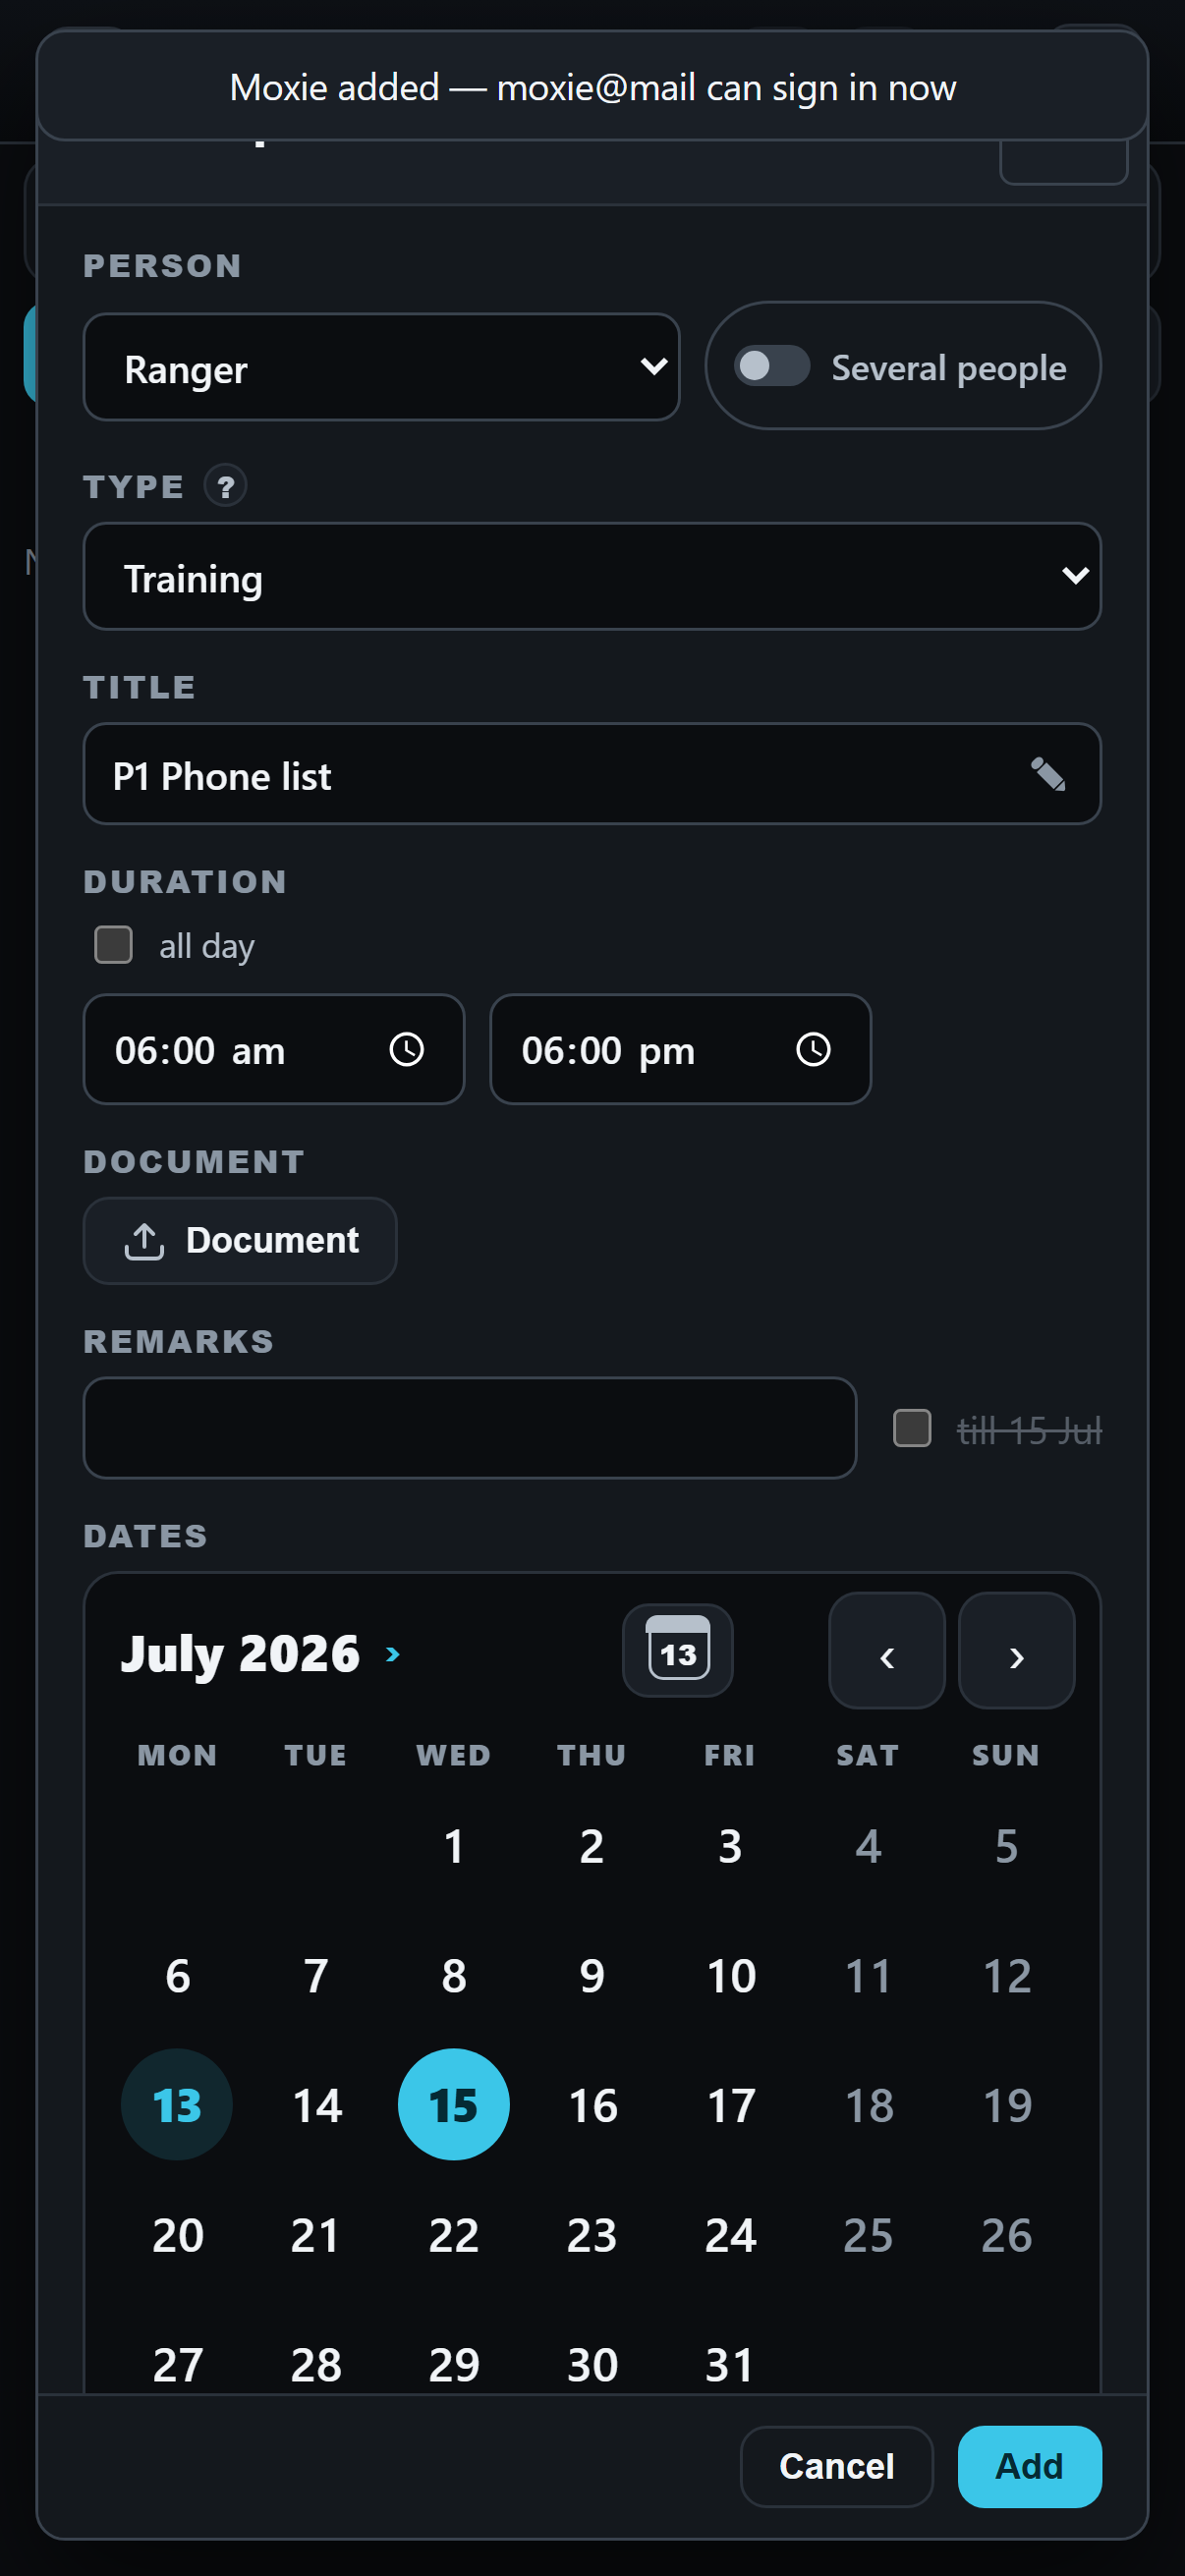 Moxie added — moxie@mail can sign in now
PERSON
Ranger
Several people
TYPE ?
Training
TITLE
P1 Phone list
DURATION
all day
06:00 am
06:00 pm
DOCUMENT
Document
REMARKS
till 15 Jul
DATES
July 2026 ›
13
‹ ›
MON TUE WED THU FRI SAT SUN
1 2 3 4 5
6 7 8 9 10 11 12
13 14 15 16 17 18 19
20 21 22 23 24 25 26
27 28 29 30 31
Cancel Add